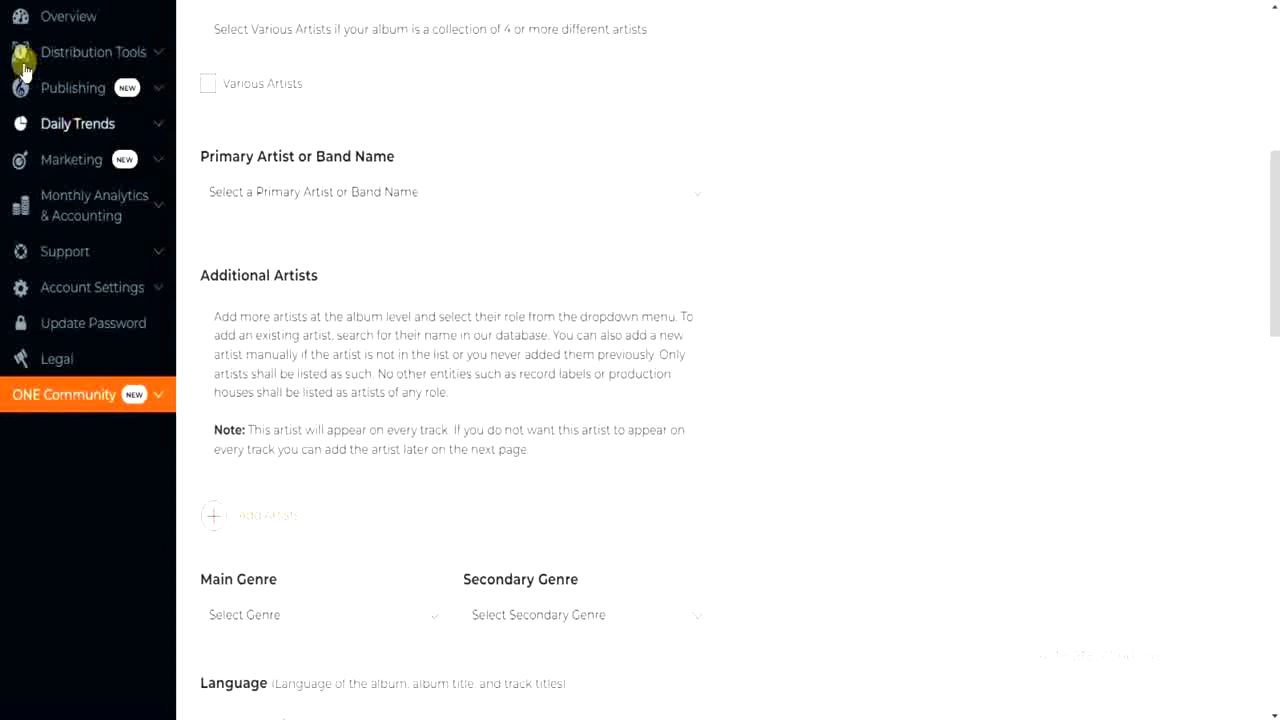 Overview
Distribution Tools
Publishing NEW
Daily Trends
Marketing NEW
Monthly Analytics
& Accounting
Support
Account Settings
Update Password
Legal
ONE Community NEW
Select Various Artists if your album is a collection of 4 or more different artists
Various Artists
Primary Artist or Band Name
Select a Primary Artist or Band Name
Additional Artists
Add more artists at the album level and select their role from the dropdown menu. To
add an existing artist, search for their name in our database. You can also add a new
artist manually if the artist is not in the list or you never added them previously. Only
artists shall be listed as such. No other entities such as record labels or production
houses shall be listed as artists of any role.
Note: This artist will appear on every track. If you do not want this artist to appear on
every track you can add the artist later on the next page.
Add Artists
Main Genre Secondary Genre
Select Genre Select Secondary Genre
Language (Language of the album, album title, and track titles)